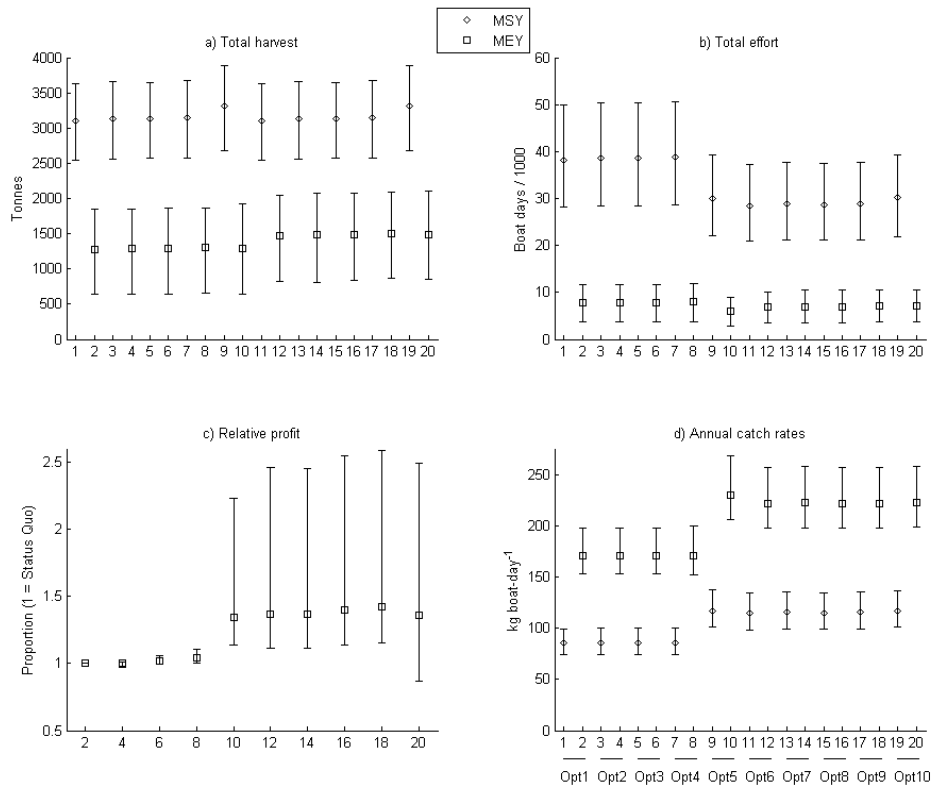 MSY
MEY
a) Total harvest
Tonnes
4000
3500
3000
2500
2000
1500
1000
500
0
1 2 3 4 5 6 7 8 9 10 11 12 13 14 15 16 17 18 19 20
b) Total effort
Boat days / 1000
60
50
40
30
20
10
0
1 2 3 4 5 6 7 8 9 10 11 12 13 14 15 16 17 18 19 20
c) Relative profit
Proportion (1 = Status Quo)
2.5
2
1.5
1
0.5
2 4 6 8 10 12 14 16 18 20
d) Annual catch rates
kg boat-day-1
250
200
150
100
50
0
1 2 3 4 5 6 7 8 9 10 11 12 13 14 15 16 17 18 19 20
Opt1 Opt2 Opt3 Opt4 Opt5 Opt6 Opt7 Opt8 Opt9 Opt10